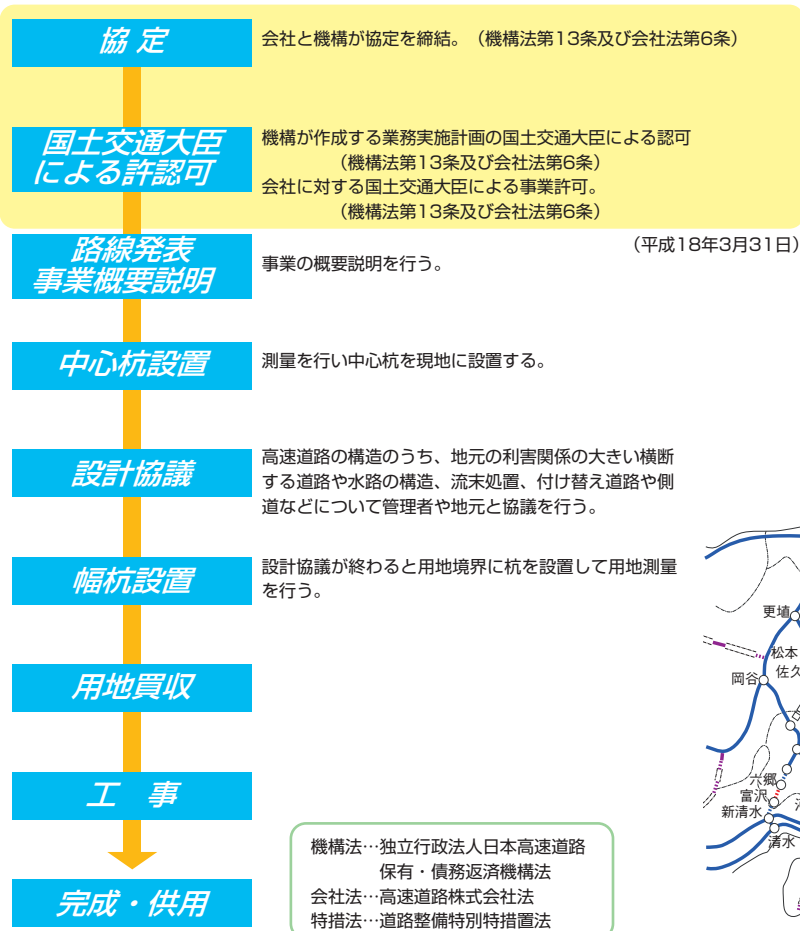 協 定
会社と機構が協定を締結。（機構法第13条及び会社法第6条）
国土交通大臣
による許認可
機構が作成する業務実施計画の国土交通大臣による認可
（機構法第13条及び会社法第6条）
会社に対する国土交通大臣による事業許可。
（機構法第13条及び会社法第6条）
（平成18年3月31日）
路線発表
事業概要説明
事業の概要説明を行う。
中心杭設置
測量を行い中心杭を現地に設置する。
設計協議
高速道路の構造のうち、地元の利害関係の大きい横断
する道路や水路の構造、流末処置、付け替え道路や側
道などについて管理者や地元と協議を行う。
幅杭設置
設計協議が終わると用地境界に杭を設置して用地測量
を行う。
用地買収
工 事
完成・供用
機構法…独立行政法人日本高速道路
保有・債務返済機構法
会社法…高速道路株式会社法
特措法…道路整備特別特措置法
更埴
松本
岡谷
佐久
六郷
富沢
新清水
清水